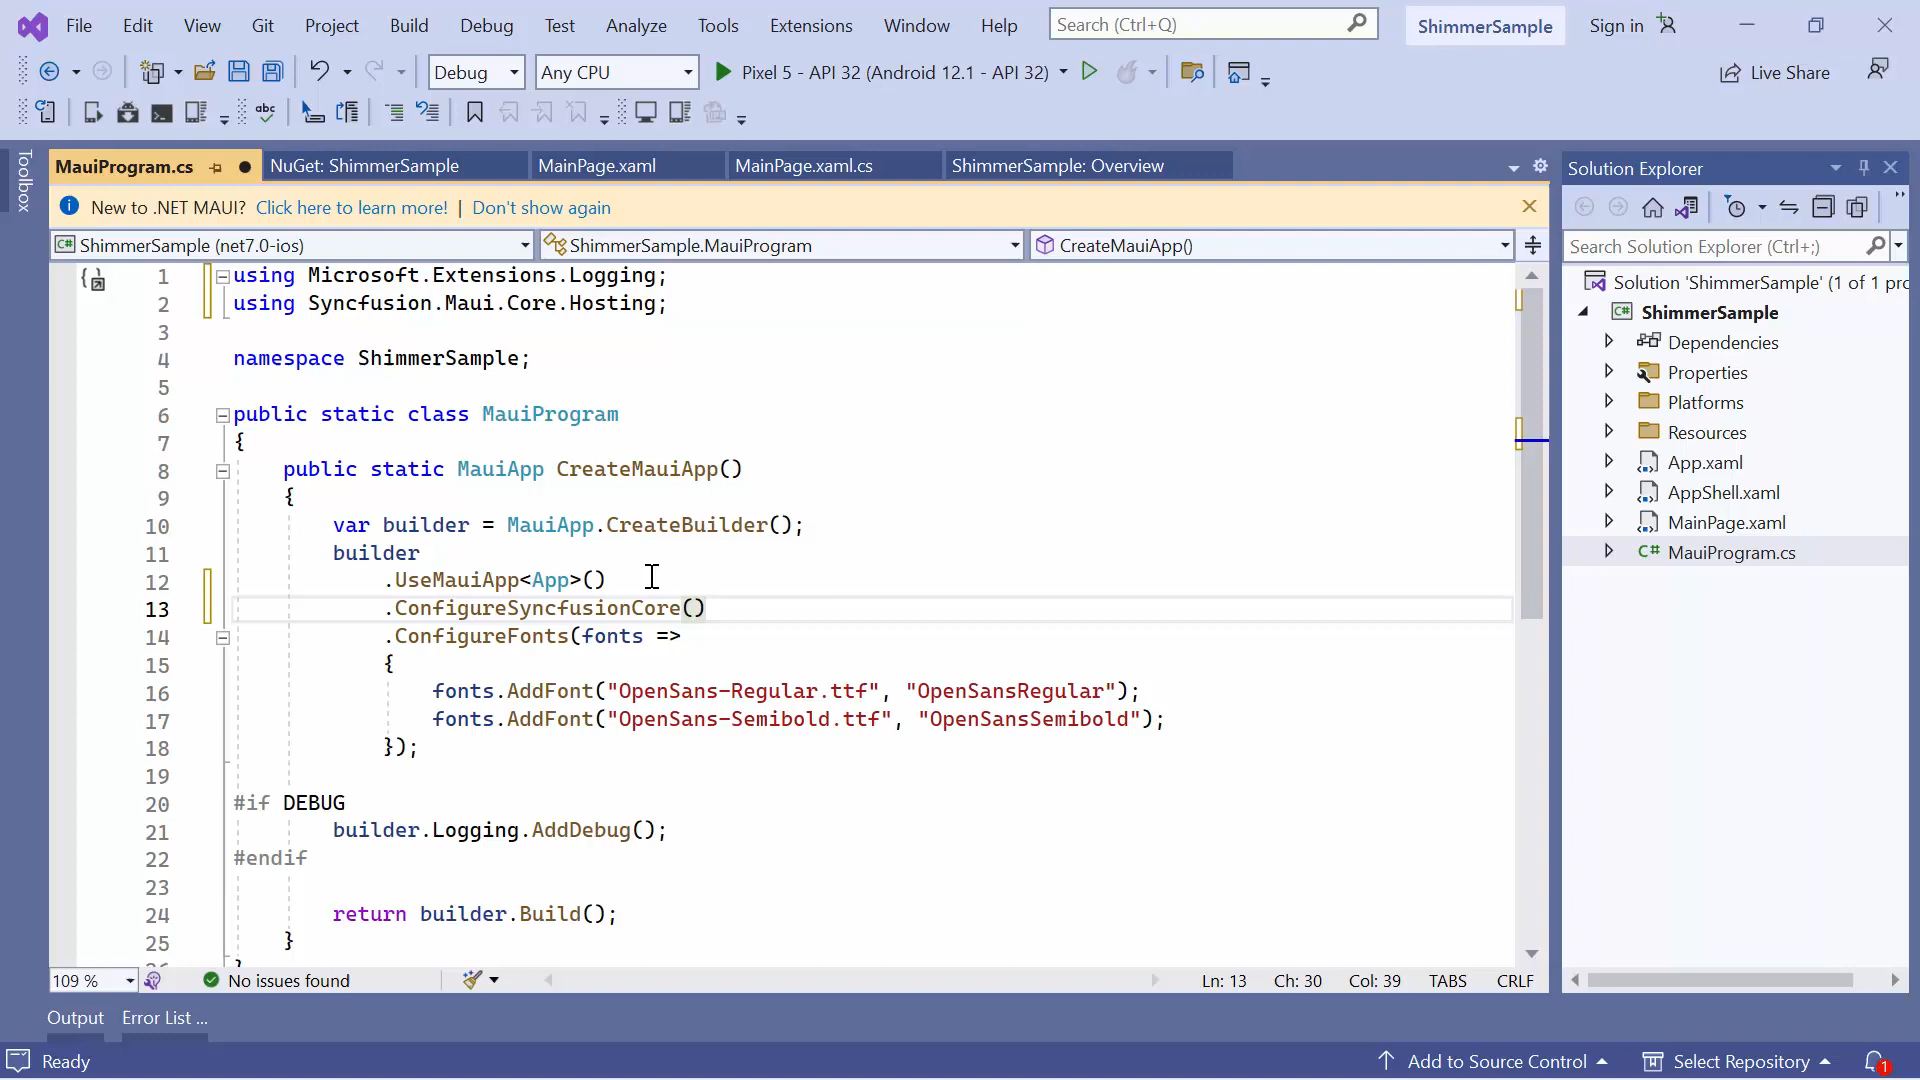 File Edit View Git Project Build Debug Test Analyze Tools Extensions Window Help Search (Ctrl+Q) ShimmerSample Sign in
Debug Any CPU Pixel 5 - API 32 (Android 12.1 - API 32) Live Share
abc
Toolbox
MauiProgram.cs NuGet: ShimmerSample MainPage.xaml MainPage.xaml.cs ShimmerSample: Overview
New to .NET MAUI? Click here to learn more! | Don't show again
ShimmerSample (net7.0-ios) ShimmerSample.MauiProgram CreateMauiApp()
1 using Microsoft.Extensions.Logging;
2 using Syncfusion.Maui.Core.Hosting;
3
4 namespace ShimmerSample;
5
6 public static class MauiProgram
7 {
8 public static MauiApp CreateMauiApp()
9 {
10 var builder = MauiApp.CreateBuilder();
11 builder
12 .UseMauiApp<App>()
13 .ConfigureSyncfusionCore()
14 .ConfigureFonts(fonts =>
15 {
16 fonts.AddFont("OpenSans-Regular.ttf", "OpenSansRegular");
17 fonts.AddFont("OpenSans-Semibold.ttf", "OpenSansSemibold");
18 });
19
20 #if DEBUG
21 builder.Logging.AddDebug();
22 #endif
23
24 return builder.Build();
25 }
109 % No issues found Ln: 13 Ch: 30 Col: 39 TABS CRLF
Solution Explorer
Search Solution Explorer (Ctrl+;)
Solution 'ShimmerSample' (1 of 1 pro
C# ShimmerSample
Dependencies
Properties
Platforms
Resources
App.xaml
AppShell.xaml
MainPage.xaml
C# MauiProgram.cs
Output Error List ...
Ready Add to Source Control Select Repository 1